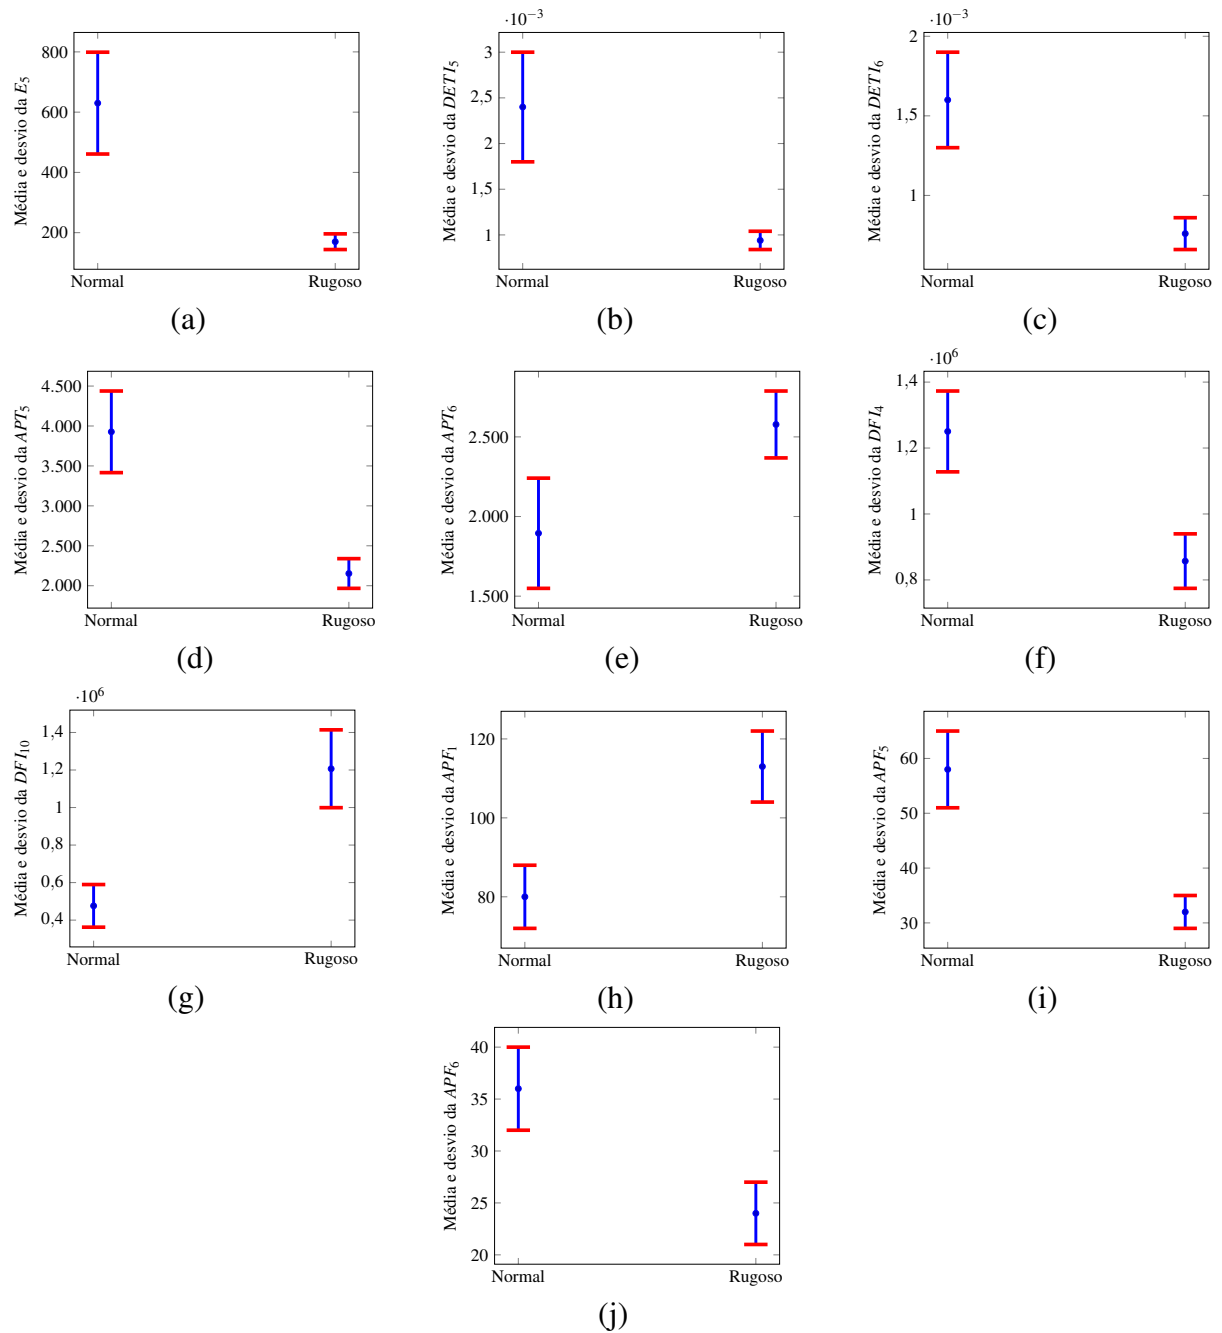 Média e desvio da E5
800
600
400
200
Normal
Rugoso
(a)
·10−3
Média e desvio da DETI5
3
2,5
2
1,5
1
Normal
Rugoso
(b)
·10−3
Média e desvio da DETI6
2
1,5
1
Normal
Rugoso
(c)
Média e desvio da APT5
4.500
4.000
3.500
3.000
2.500
2.000
Normal
Rugoso
(d)
Média e desvio da APT6
2.500
2.000
1.500
Normal
Rugoso
(e)
·106
Média e desvio da DFI4
1,4
1,2
1
0,8
Normal
Rugoso
(f)
·106
Média e desvio da DFI10
1,4
1,2
1
0,8
0,6
0,4
Normal
Rugoso
(g)
Média e desvio da APF1
120
100
80
Normal
Rugoso
(h)
Média e desvio da APF5
60
50
40
30
Normal
Rugoso
(i)
Média e desvio da APF6
40
35
30
25
20
Normal
Rugoso
(j)